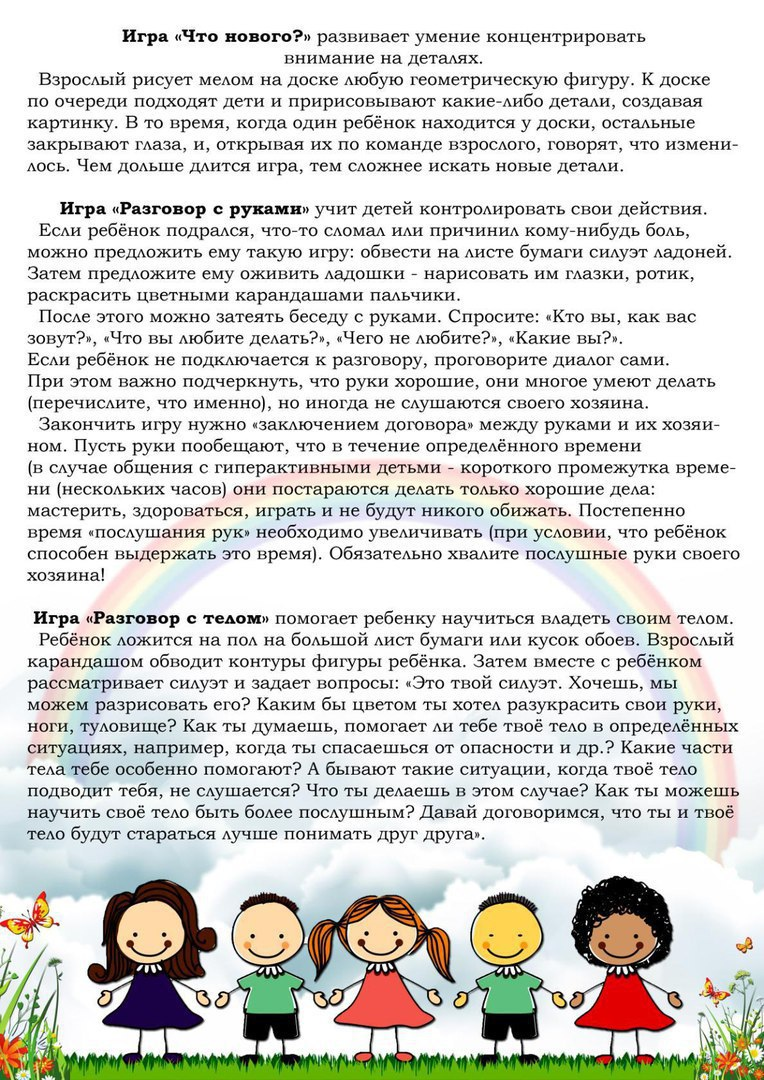 Игра «Что нового?» развивает умение концентрировать
внимание на деталях.
Взрослый рисует мелом на доске любую геометрическую фигуру. К доске
по очереди подходят дети и пририсовывают какие-либо детали, создавая
картинку. В то время, когда один ребёнок находится у доски, остальные
закрывают глаза, и, открывая их по команде взрослого, говорят, что измени-
лось. Чем дольше длится игра, тем сложнее искать новые детали.
Игра «Разговор с руками» учит детей контролировать свои действия.
Если ребёнок подрался, что-то сломал или причинил кому-нибудь боль,
можно предложить ему такую игру: обвести на листе бумаги силуэт ладоней.
Затем предложите ему оживить ладошки - нарисовать им глазки, ротик,
раскрасить цветными карандашами пальчики.
После этого можно затеять беседу с руками. Спросите: «Кто вы, как вас
зовут?», «Что вы любите делать?», «Чего не любите?», «Какие вы?».
Если ребёнок не подключается к разговору, проговорите диалог сами.
При этом важно подчеркнуть, что руки хорошие, они многое умеют делать
(перечислите, что именно), но иногда не слушаются своего хозяина.
Закончить игру нужно «заключением договора» между руками и их хозяи-
ном. Пусть руки пообещают, что в течение определённого времени
(в случае общения с гиперактивными детьми - короткого промежутка време-
ни (нескольких часов) они постараются делать только хорошие дела:
мастерить, здороваться, играть и не будут никого обижать. Постепенно
время «послушания рук» необходимо увеличивать (при условии, что ребёнок
способен выдержать это время). Обязательно хвалите послушные руки своего
хозяина!
Игра «Разговор с телом» помогает ребенку научиться владеть своим телом.
Ребёнок ложится на пол на большой лист бумаги или кусок обоев. Взрослый
карандашом обводит контуры фигуры ребёнка. Затем вместе с ребёнком
рассматривает силуэт и задает вопросы: «Это твой силуэт. Хочешь, мы
можем разрисовать его? Каким бы цветом ты хотел разукрасить свои руки,
ноги, туловище? Как ты думаешь, помогает ли тебе твоё тело в определённых
ситуациях, например, когда ты спасаешься от опасности и др.? Какие части
тела тебе особенно помогают? А бывают такие ситуации, когда твоё тело
подводит тебя, не слушается? Что ты делаешь в этом случае? Как ты можешь
научить своё тело быть более послушным? Давай договоримся, что ты и твоё
тело будут стараться лучше понимать друг друга».